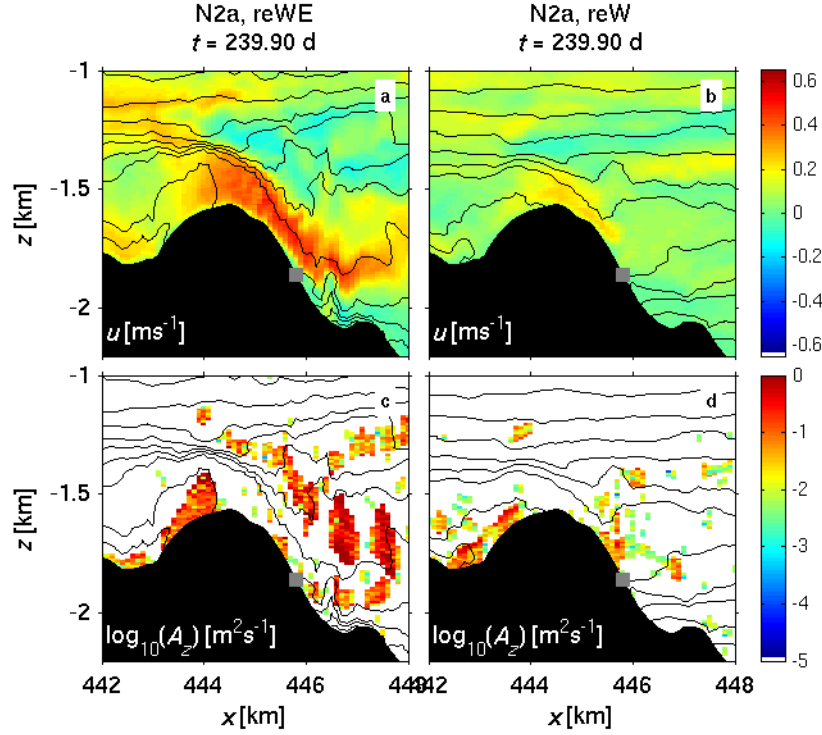 N2a, reWE
t = 239.90 d
N2a, reW
t = 239.90 d
-1
-1.5
-2
z [km]
a
u [ms⁻¹]
b
u [ms⁻¹]
0.6
0.4
0.2
0
-0.2
-0.4
-0.6
-1
-1.5
-2
z [km]
c
log₁₀(A_z) [m²s⁻¹]
d
log₁₀(A_z) [m²s⁻¹]
0
-1
-2
-3
-4
-5
442 444 446 448
x [km]
442 444 446 448
x [km]